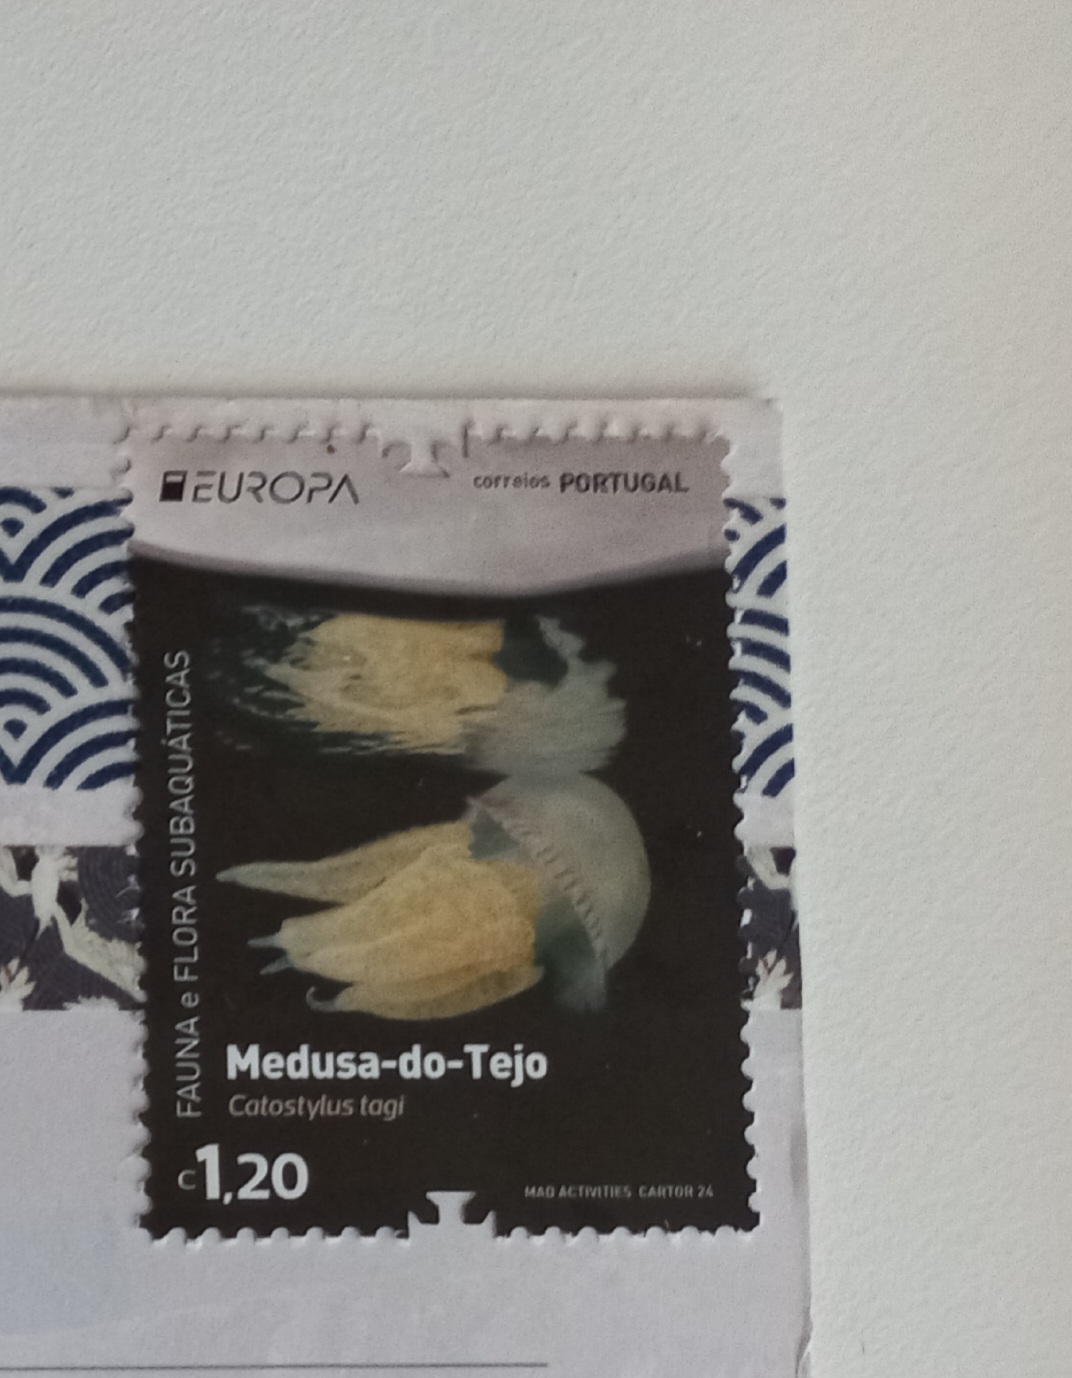 EUROPA
correios PORTUGAL
FAUNA e FLORA SUBAQUÁTICAS
Medusa-do-Tejo
Catostylus tagi
€1,20
MAD ACTIVITIES CARTOR 24